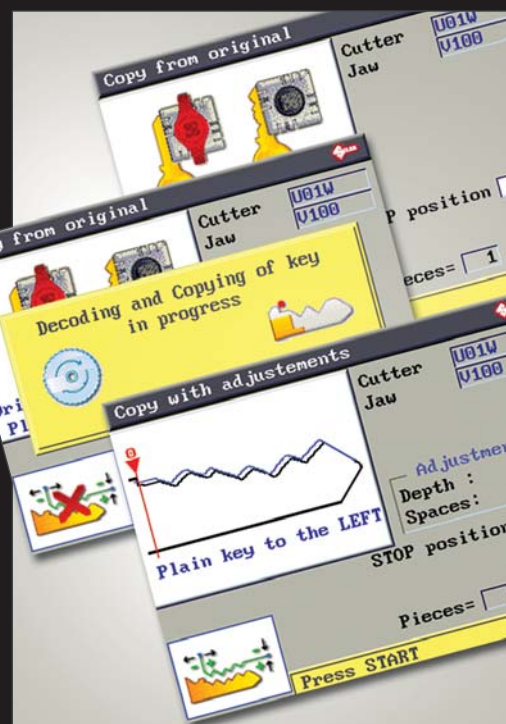 Copy from original
Cutter
Jaw
U01W
V100
position
Pieces= 1
from original
Cutter
Jaw
U01W
V100
Decoding and Copying of key
in progress
Copy with adjustements
Cutter
Jaw
U01W
V100
0
Plain key to the LEFT
Depth :
Spaces:
STOP position
Pieces=
Press START